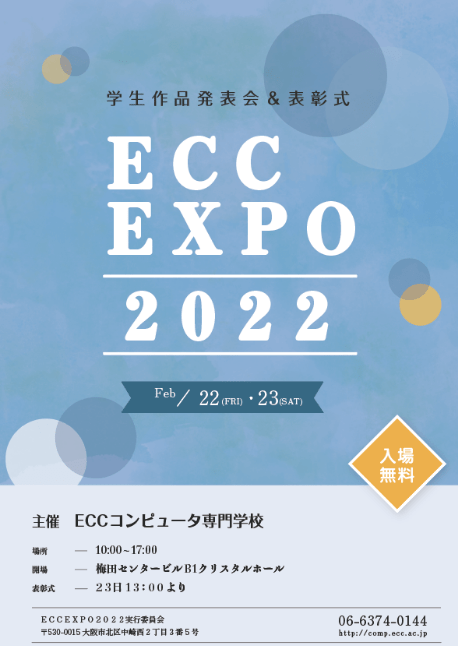 学生作品発表会&表彰式
ECC
EXPO
2022
Feb/ 22(FRI)・23(SAT)
入場
無料
主催 ECCコンピュータ専門学校
場所 ― 10:00~17:00
開場 ― 梅田センタービルB1クリスタルホール
表彰式 ― 23日13:00より
ECCEXPO2022実行委員会
〒530-0015 大阪市北区中崎西2丁目3番5号
06-6374-0144
http://comp.ecc.ac.jp